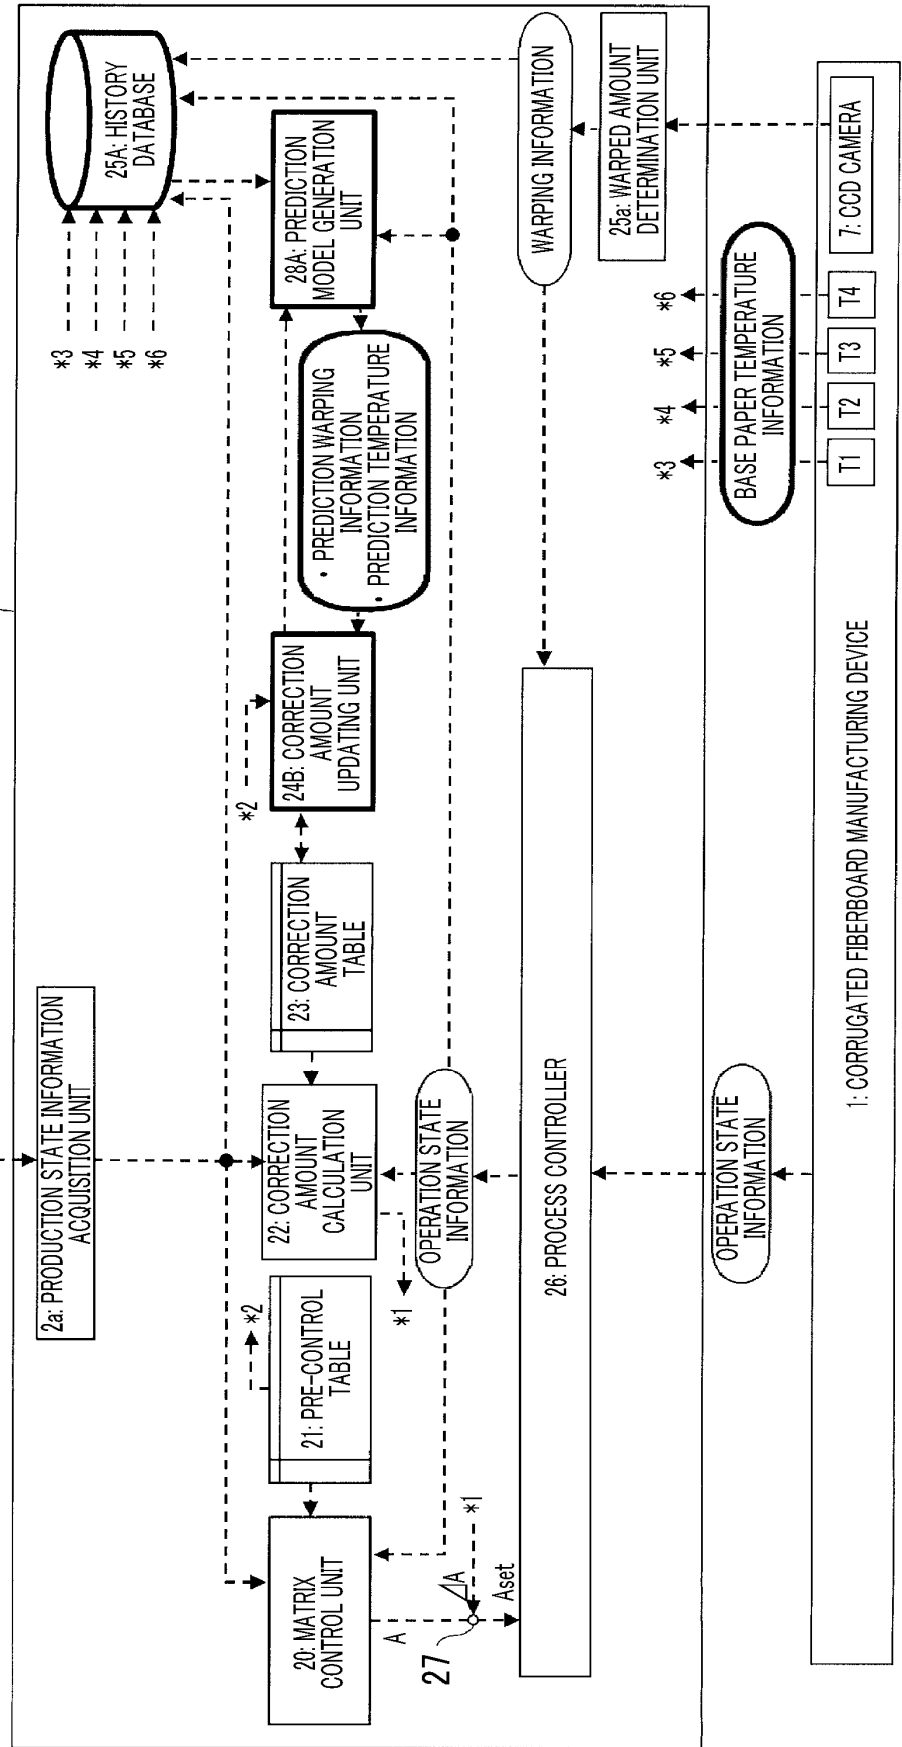 2a: PRODUCTION STATE INFORMATION
ACQUISITION UNIT
*3
*4
*5
*6
25A: HISTORY
DATABASE
20: MATRIX
CONTROL UNIT
21: PRE-CONTROL
TABLE
*2
22: CORRECTION
AMOUNT
CALCULATION
UNIT
*1
23: CORRECTION
AMOUNT
TABLE
*2
24B: CORRECTION
AMOUNT
UPDATING UNIT
• PREDICTION WARPING
INFORMATION
• PREDICTION TEMPERATURE
INFORMATION
28A: PREDICTION
MODEL GENERATION
UNIT
A
⊿A
*1
27
Aset
OPERATION STATE
INFORMATION
26: PROCESS CONTROLLER
WARPING INFORMATION
25a: WARPED AMOUNT
DETERMINATION UNIT
*3
*4
*5
*6
OPERATION STATE
INFORMATION
BASE PAPER TEMPERATURE
INFORMATION
1: CORRUGATED FIBERBOARD MANUFACTURING DEVICE
T1
T2
T3
T4
7: CCD CAMERA